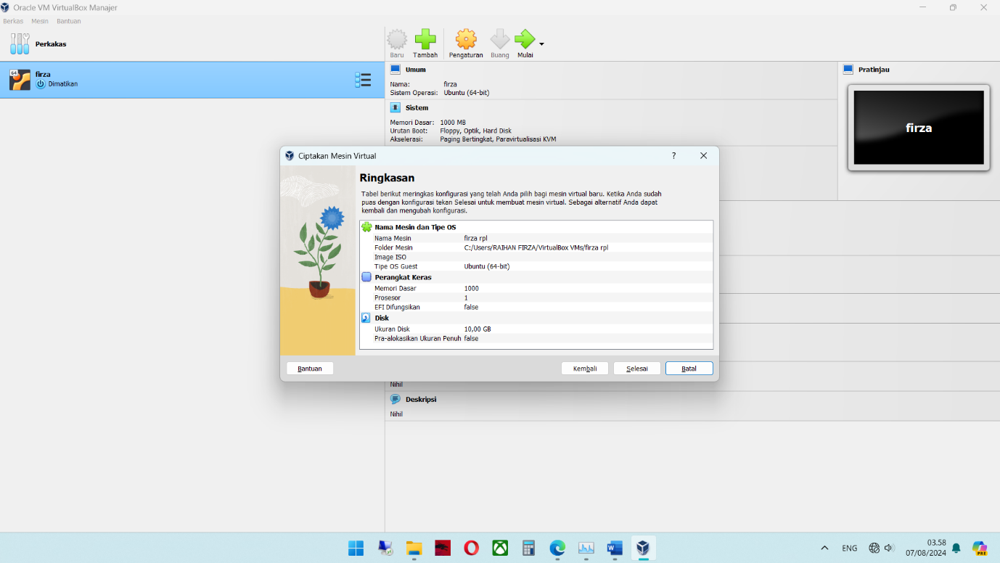 Oracle VM VirtualBox Manajer
Berkas Mesin Bantuan
Perkakas
Baru Tambah Pengaturan Buang Mulai
64
firza
Dimatikan
Umum
Nama: firza
Sistem Operasi: Ubuntu (64-bit)
Sistem
Memori Dasar: 1000 MB
Urutan Boot: Floppy, Optik, Hard Disk
Akselerasi: Paging Bertingkat, Paravirtualisasi KVM
Pratinjau
firza
Ciptakan Mesin Virtual
?
Ringkasan
Tabel berikut meringkas konfigurasi yang telah Anda pilih bagi mesin virtual baru. Ketika Anda sudah
puas dengan konfigurasi tekan Selesai untuk membuat mesin virtual. Sebagai alternatif Anda dapat
kembali dan mengubah konfigurasi.
Nama Mesin dan Tipe OS
Nama Mesin firza rpl
Folder Mesin C:/Users/RAIHAN FIRZA/VirtualBox VMs/firza rpl
Image ISO
Tipe OS Guest Ubuntu (64-bit)
Perangkat Keras
Memori Dasar 1000
Prosesor 1
EFI Difungsikan false
Disk
Ukuran Disk 10,00 GB
Pra-alokasikan Ukuran Penuh false
Bantuan Kembali Selesai Batal
Nihil
Deskripsi
Nihil
ENG
03.58
07/08/2024
PRE